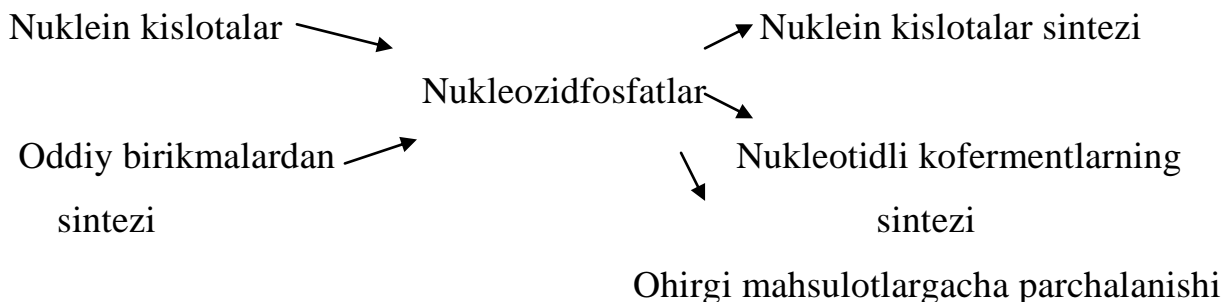 Nuklein kislotalar
Nuklein kislotalar sintezi
Nukleozidfosfatlar
Oddiy birikmalardan
sintezi
Nukleotidli kofermentlarning
sintezi
Ohirgi mahsulotlargacha parchalanishi